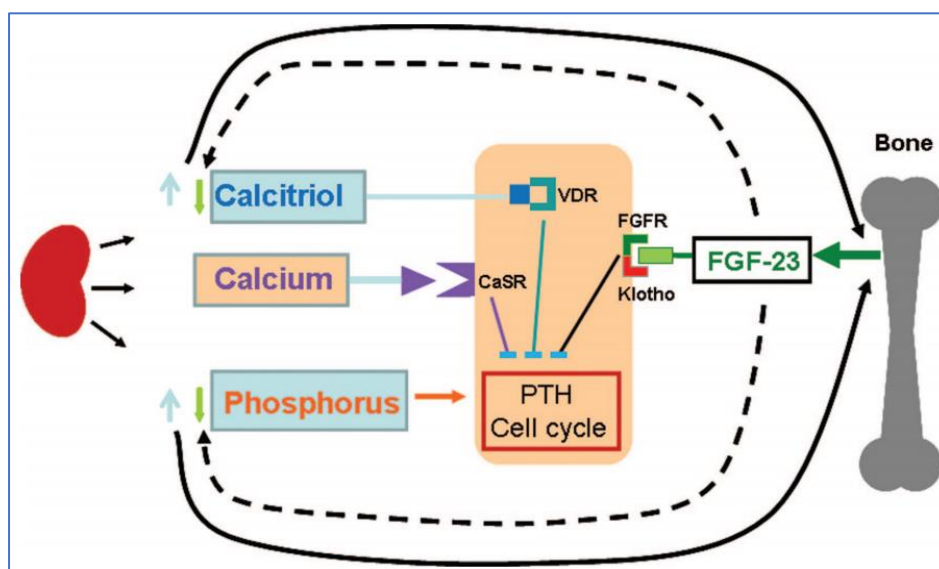 Bone
Calcitriol
VDR
FGFR
FGF-23
Calcium
CaSR
Klotho
Phosphorus
PTH
Cell cycle